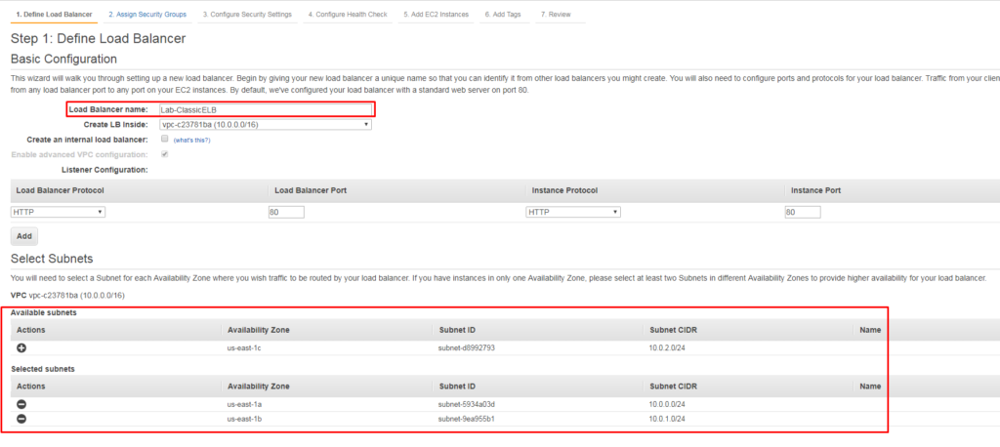 1. Define Load Balancer 2. Assign Security Groups 3. Configure Security Settings 4. Configure Health Check 5. Add EC2 Instances 6. Add Tags 7. Review
Step 1: Define Load Balancer
Basic Configuration
This wizard will walk you through setting up a new load balancer. Begin by giving your new load balancer a unique name so that you can identify it from other load balancers you might create. You will also need to configure ports and protocols for your load balancer. Traffic from your clien
from any load balancer port to any port on your EC2 instances. By default, we've configured your load balancer with a standard web server on port 80.
Load Balancer name: Lab-ClassicELB
Create LB Inside: vpc-c23781ba (10.0.0.0/16)
Create an internal load balancer: (what's this?)
Enable advanced VPC configuration:
Listener Configuration:
Load Balancer Protocol Load Balancer Port Instance Protocol Instance Port
HTTP 80 HTTP 80
Add
Select Subnets
You will need to select a Subnet for each Availability Zone where you wish traffic to be routed by your load balancer. If you have instances in only one Availability Zone, please select at least two Subnets in different Availability Zones to provide higher availability for your load balancer.
VPC vpc-c23781ba (10.0.0.0/16)
Available subnets
Actions Availability Zone Subnet ID Subnet CIDR Name
us-east-1c subnet-d8992793 10.0.2.0/24
Selected subnets
Actions Availability Zone Subnet ID Subnet CIDR Name
us-east-1a subnet-5934a03d 10.0.0.0/24
us-east-1b subnet-9ea955b1 10.0.1.0/24